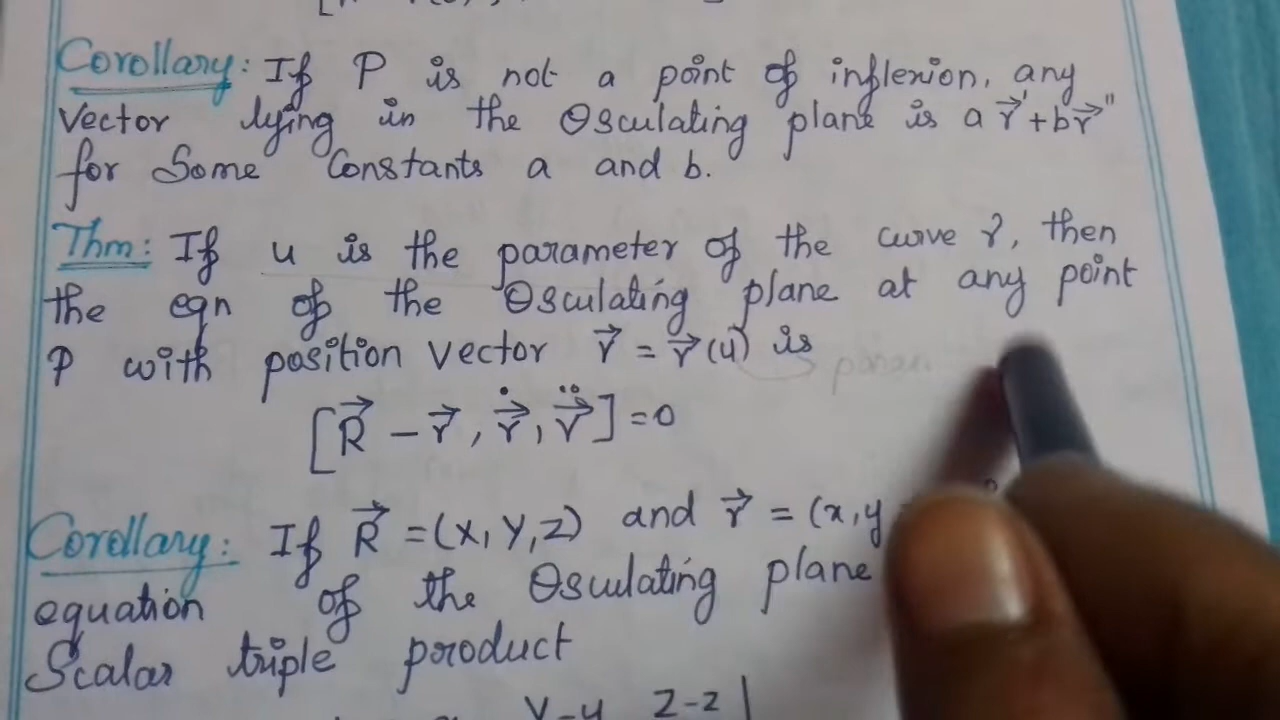 Corollary: If P is not a point of inflexion, any
vector lying in the Osculating plane is a r⃗' + b r⃗''
for Some Constants a and b.
Thm: If u is the parameter of the curve γ, then
the eqn of the Osculating plane at any point
P with position vector r⃗ = r⃗(u) is
[R⃗ - r⃗, ṙ⃗, r̈⃗] = 0
Corollary: If R⃗ = (X, Y, Z) and r⃗ = (x, y
equation of the Osculating plane
Scalar triple product
Y-y Z-z |